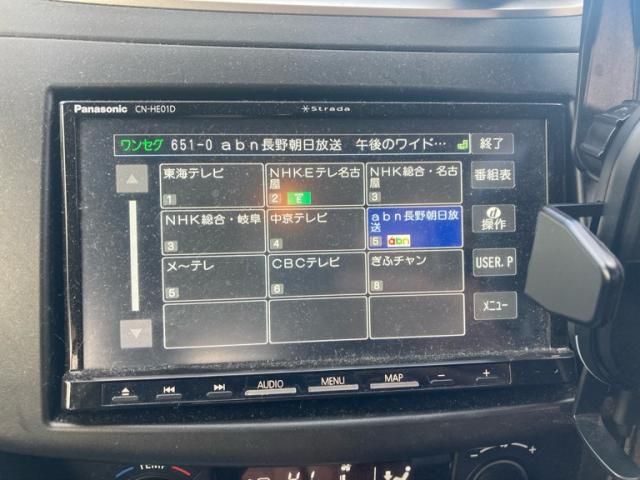 Panasonic CN-HE01D
Strada
ワンセグ 651-0 abn長野朝日放送 午後のワイド…
終了
東海テレビ
1
NHKEテレ名古
屋
2 E
NHK総合・名古
屋
3
番組表
NHK総合・岐阜
3
中京テレビ
4
abn長野朝日放
送
5 abn
操作
メ～テレ
5
CBCテレビ
6
ぎふチャン
8
USER.P
メニュー
AUDIO
MENU
MAP
−
+
TEMP